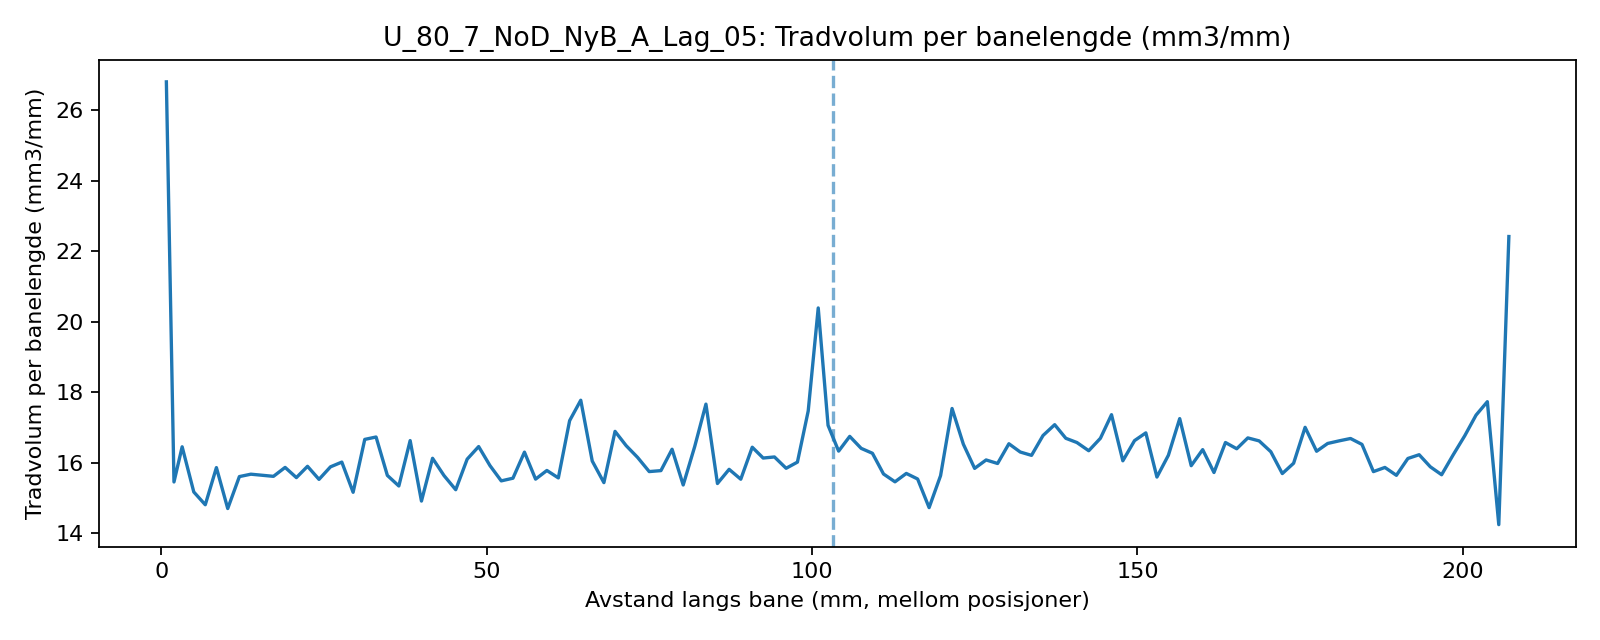 U_80_7_NoD_NyB_A_Lag_05: Tradvolum per banelengde (mm3/mm)
Tradvolum per banelengde (mm3/mm)
26
24
22
20
18
16
14
0 50 100 150 200
Avstand langs bane (mm, mellom posisjoner)